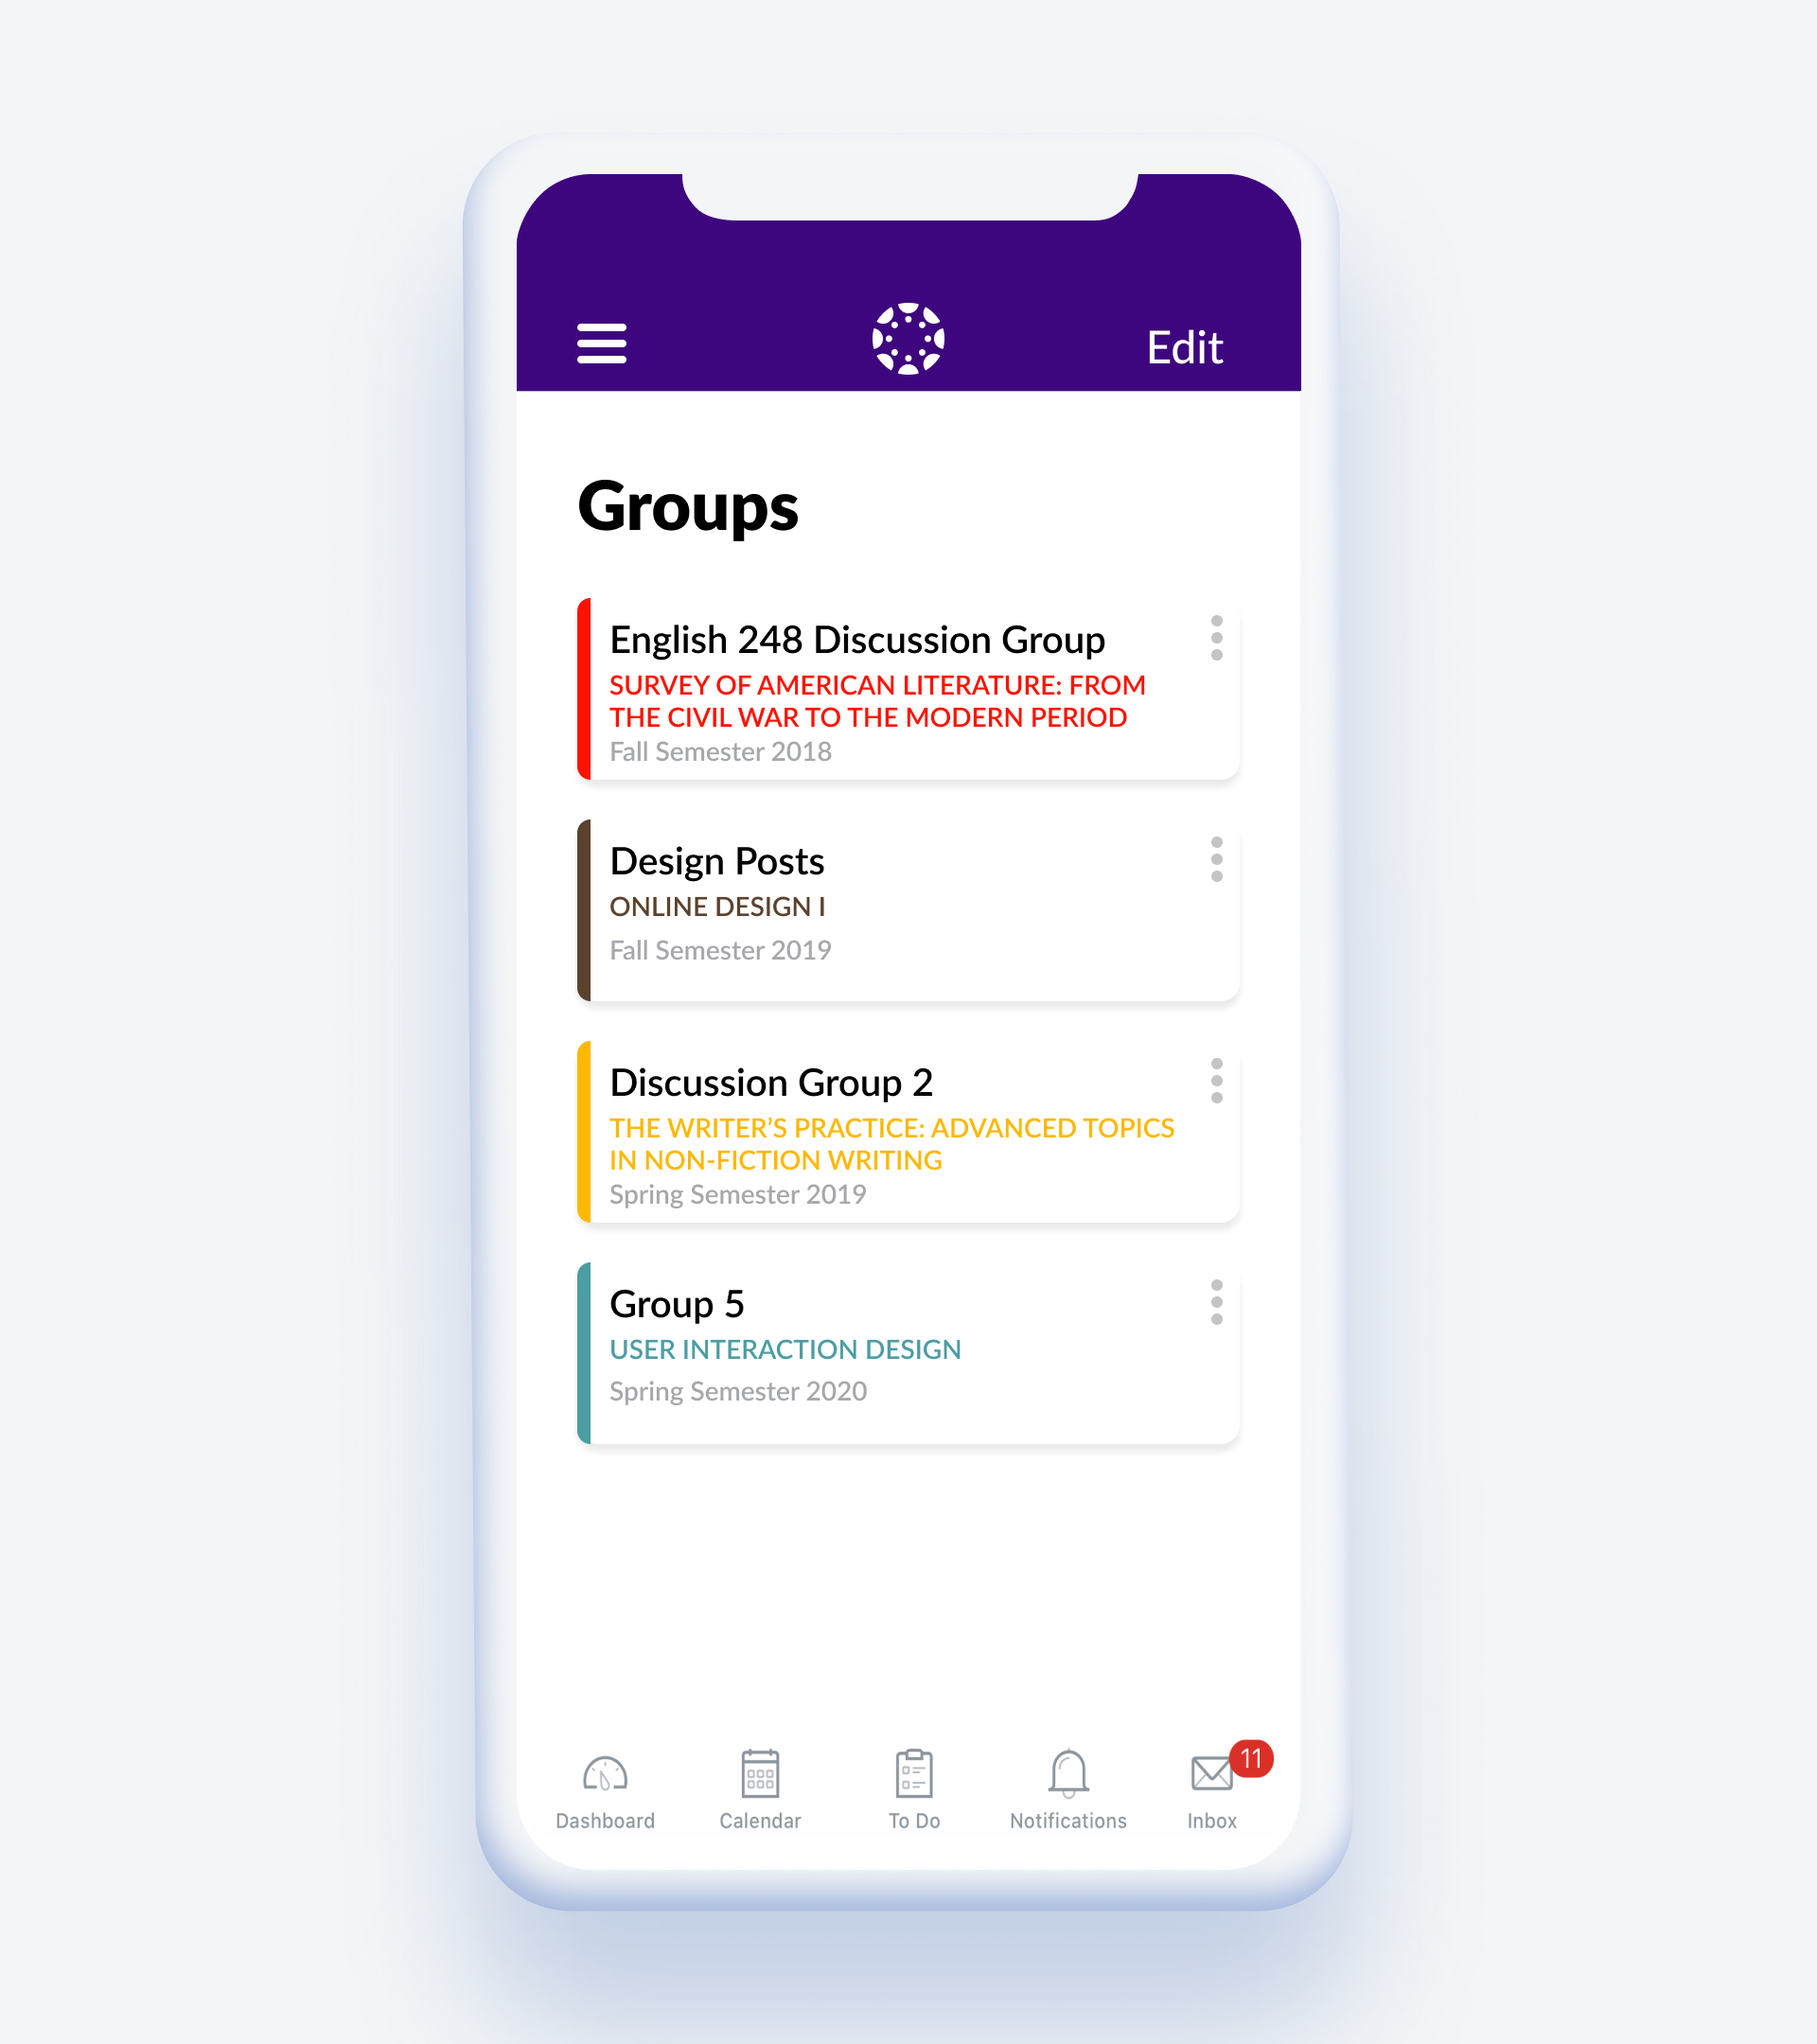 Edit
Groups
English 248 Discussion Group
SURVEY OF AMERICAN LITERATURE: FROM
THE CIVIL WAR TO THE MODERN PERIOD
Fall Semester 2018
Design Posts
ONLINE DESIGN I
Fall Semester 2019
Discussion Group 2
THE WRITER’S PRACTICE: ADVANCED TOPICS
IN NON-FICTION WRITING
Spring Semester 2019
Group 5
USER INTERACTION DESIGN
Spring Semester 2020
11
Dashboard Calendar To Do Notifications Inbox